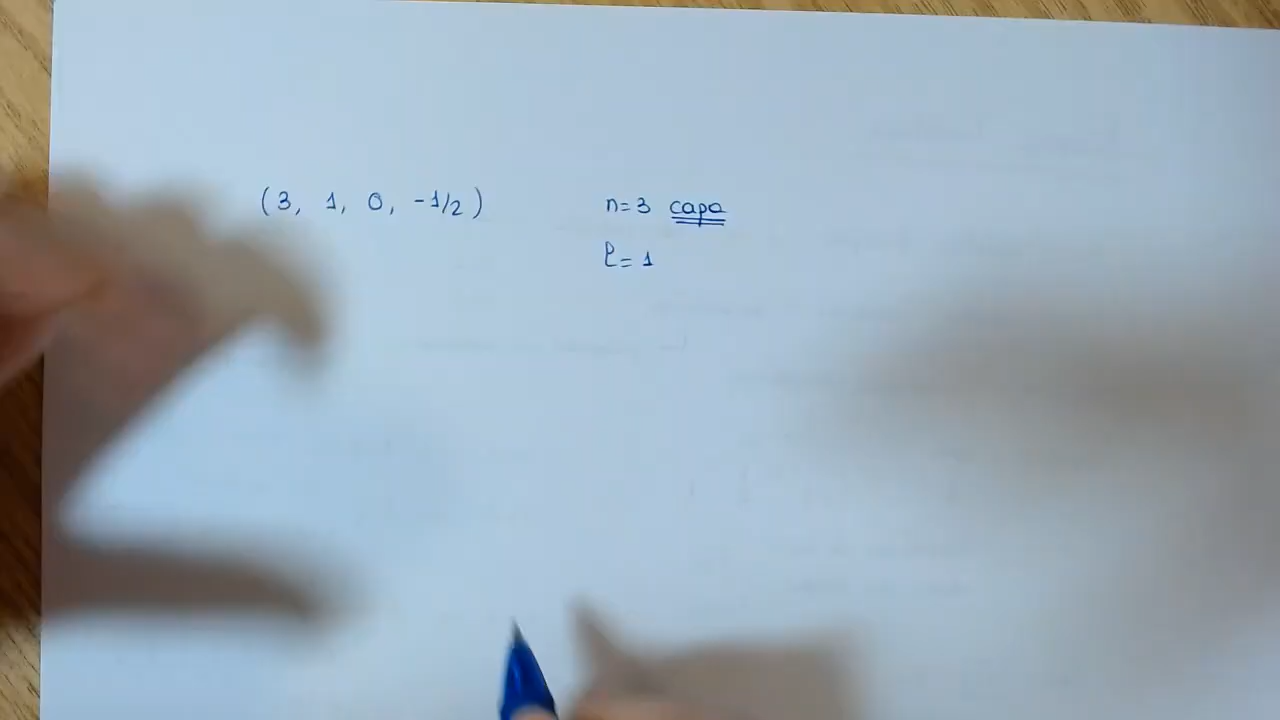 (3, 1, 0, -1/2) n=3 capa
l=1